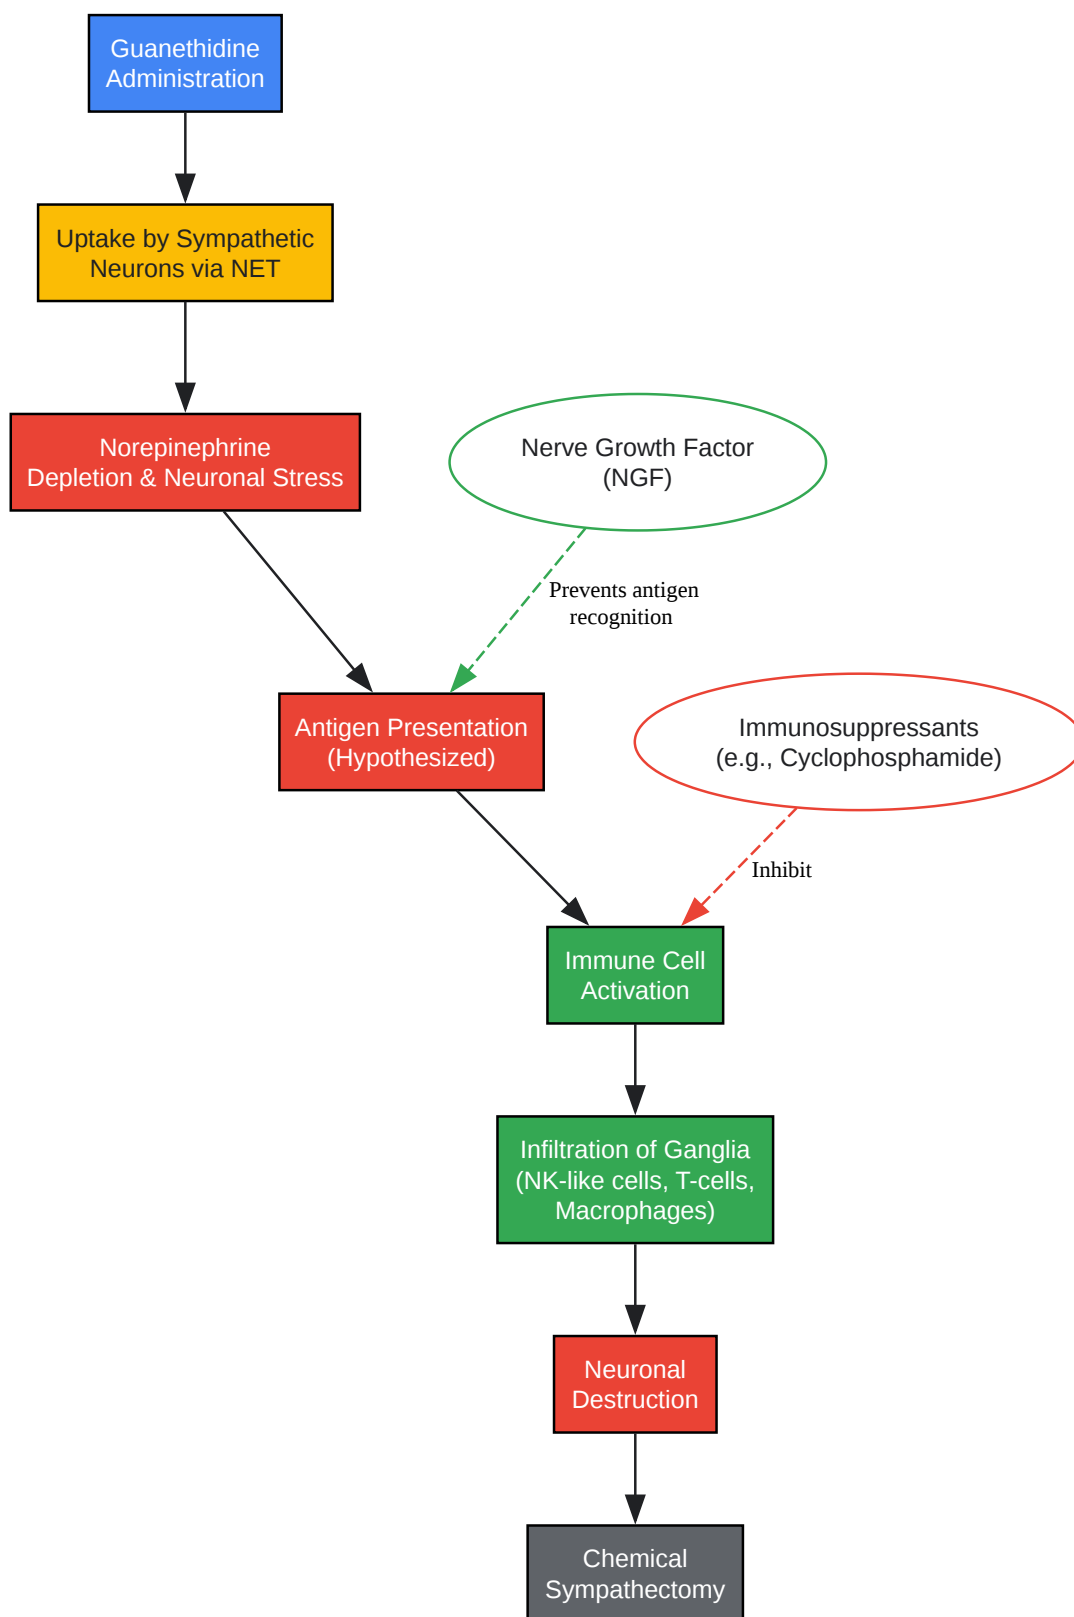 Guanethidine
Administration
Uptake by Sympathetic
Neurons via NET
Norepinephrine
Depletion & Neuronal Stress
Nerve Growth Factor
(NGF)
Prevents antigen
recognition
Antigen Presentation
(Hypothesized)
Immunosuppressants
(e.g., Cyclophosphamide)
Inhibit
Immune Cell
Activation
Infiltration of Ganglia
(NK-like cells, T-cells,
Macrophages)
Neuronal
Destruction
Chemical
Sympathectomy